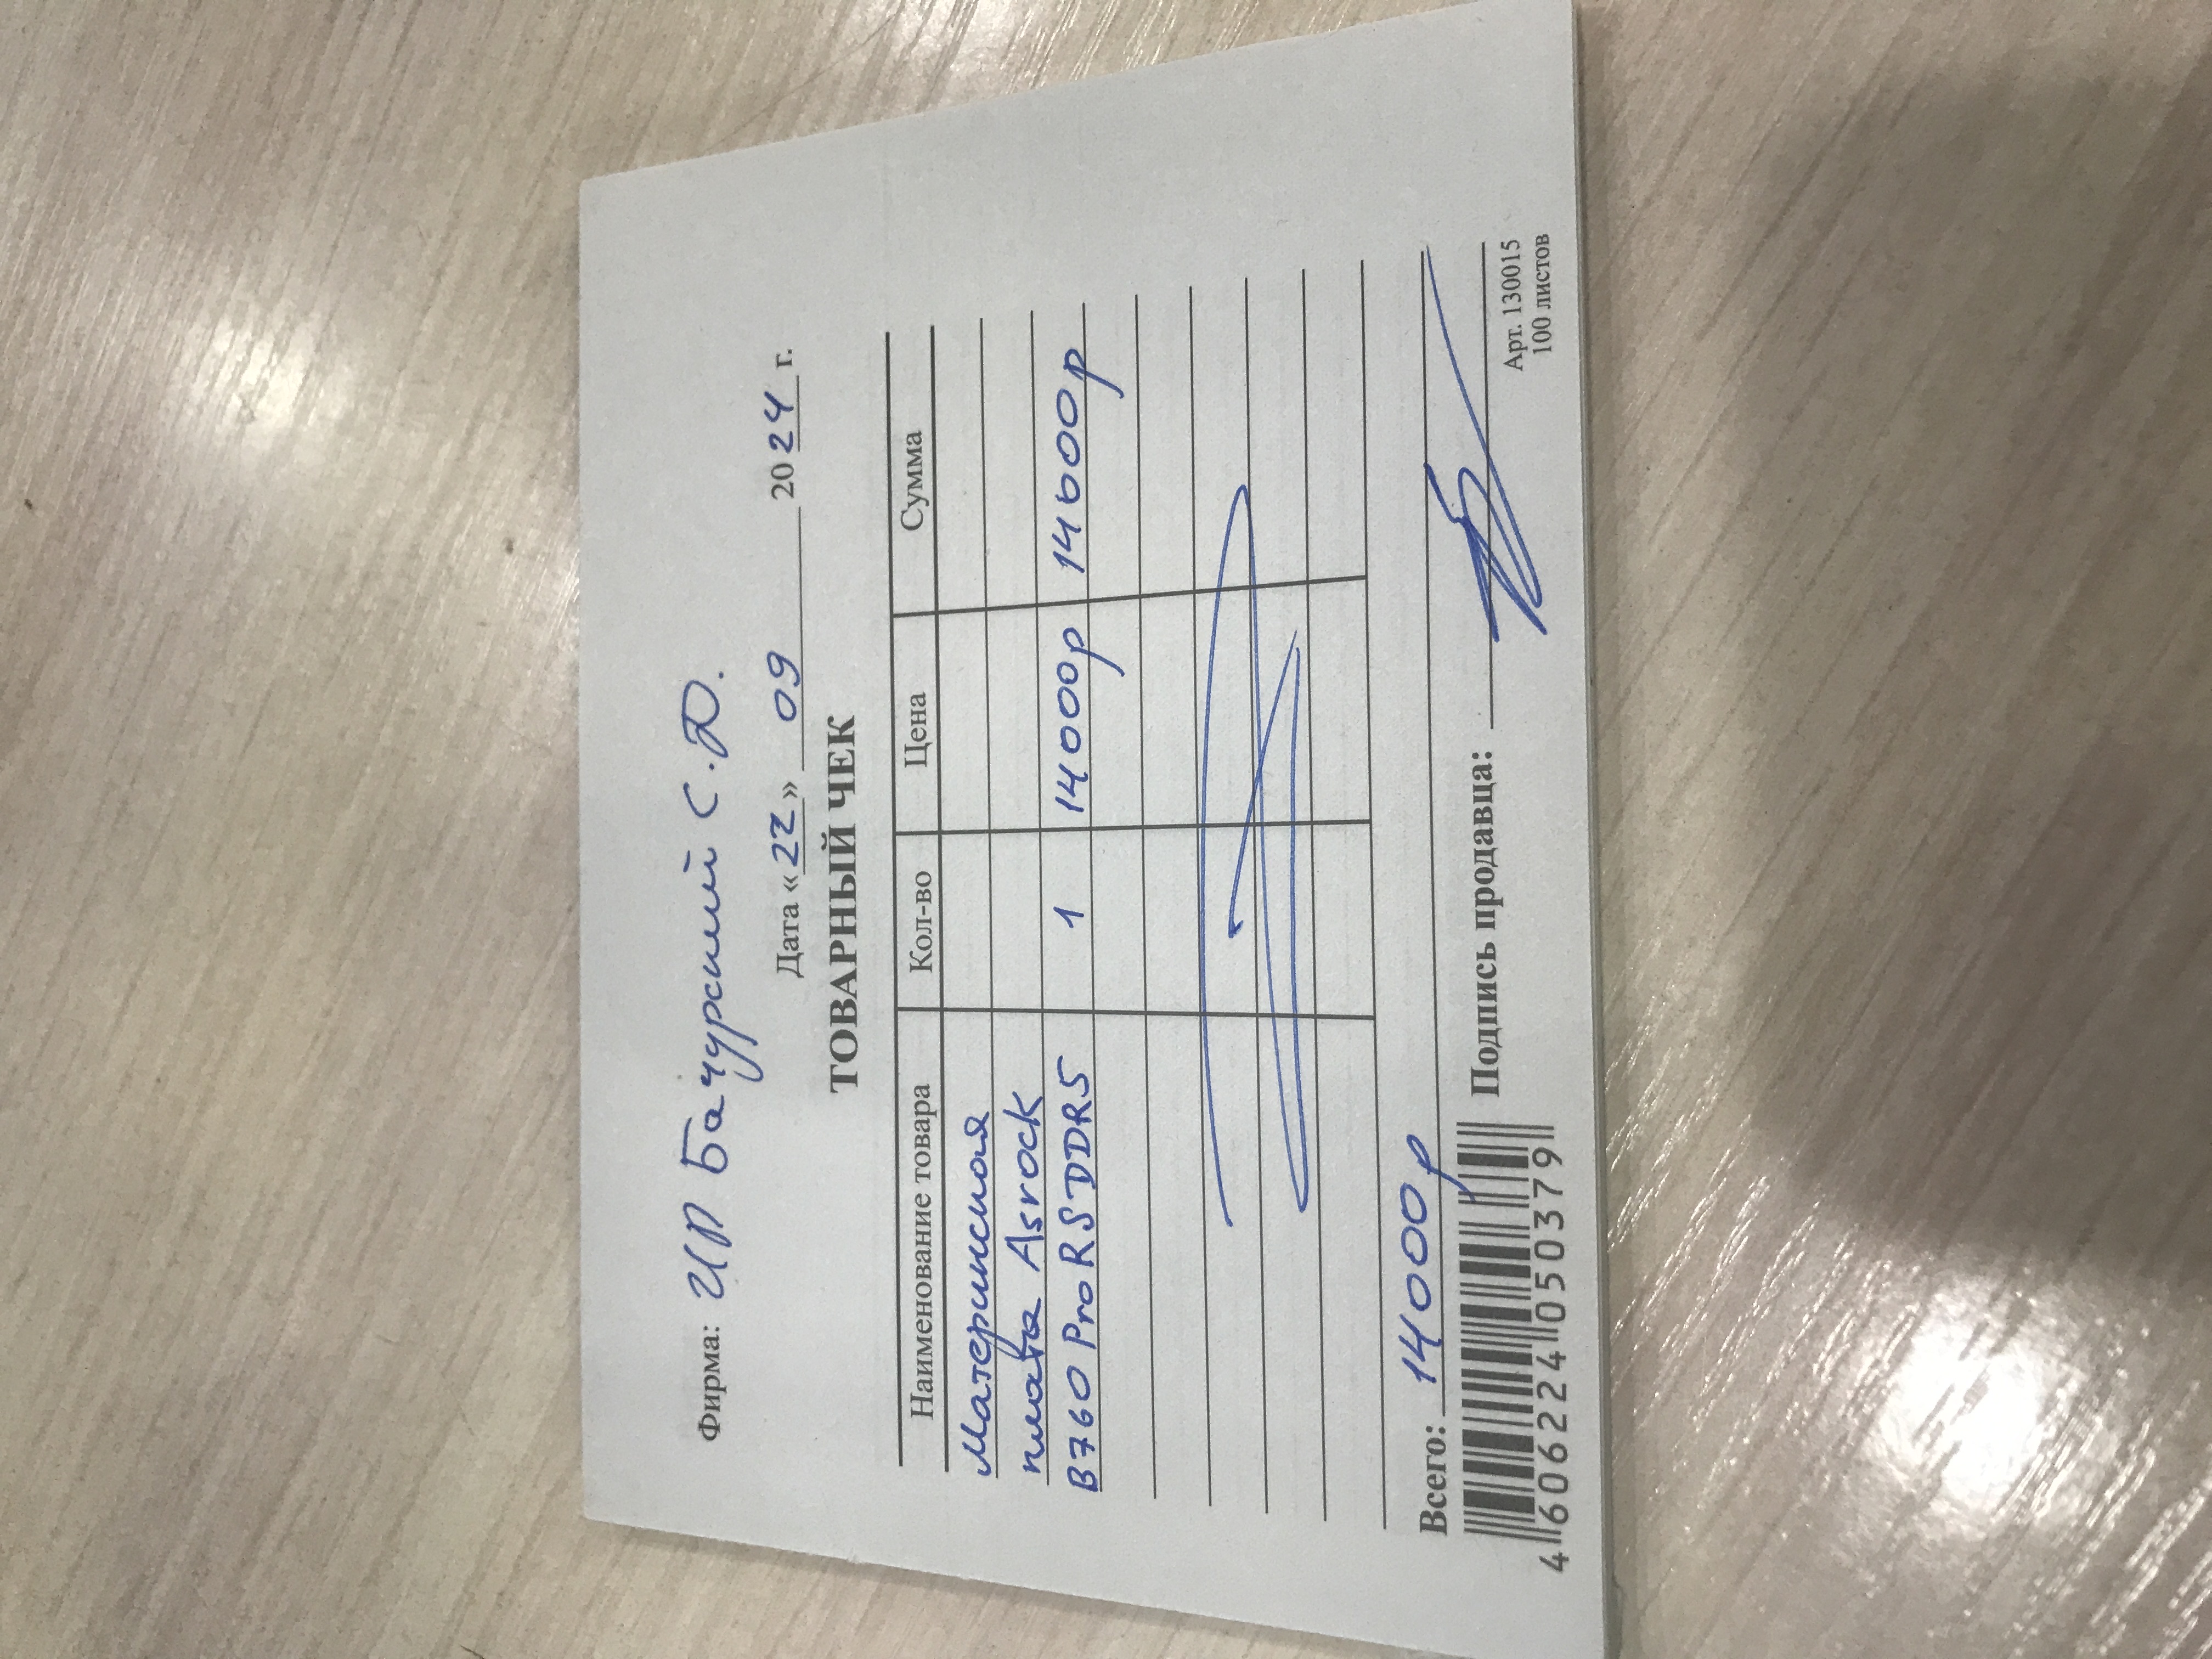 Фирма: ИП Бачурский С.Ю.
Дата «22» 09 2024 г.
ТОВАРНЫЙ ЧЕК
Наименование товара Кол-во Цена Сумма
Материнская
плата Asrock
B760 Pro RS DDR5 1 14000р 14000р
Всего: 14000р
Подпись продавца:
4 606224 050379
Арт. 1300015
100 листов